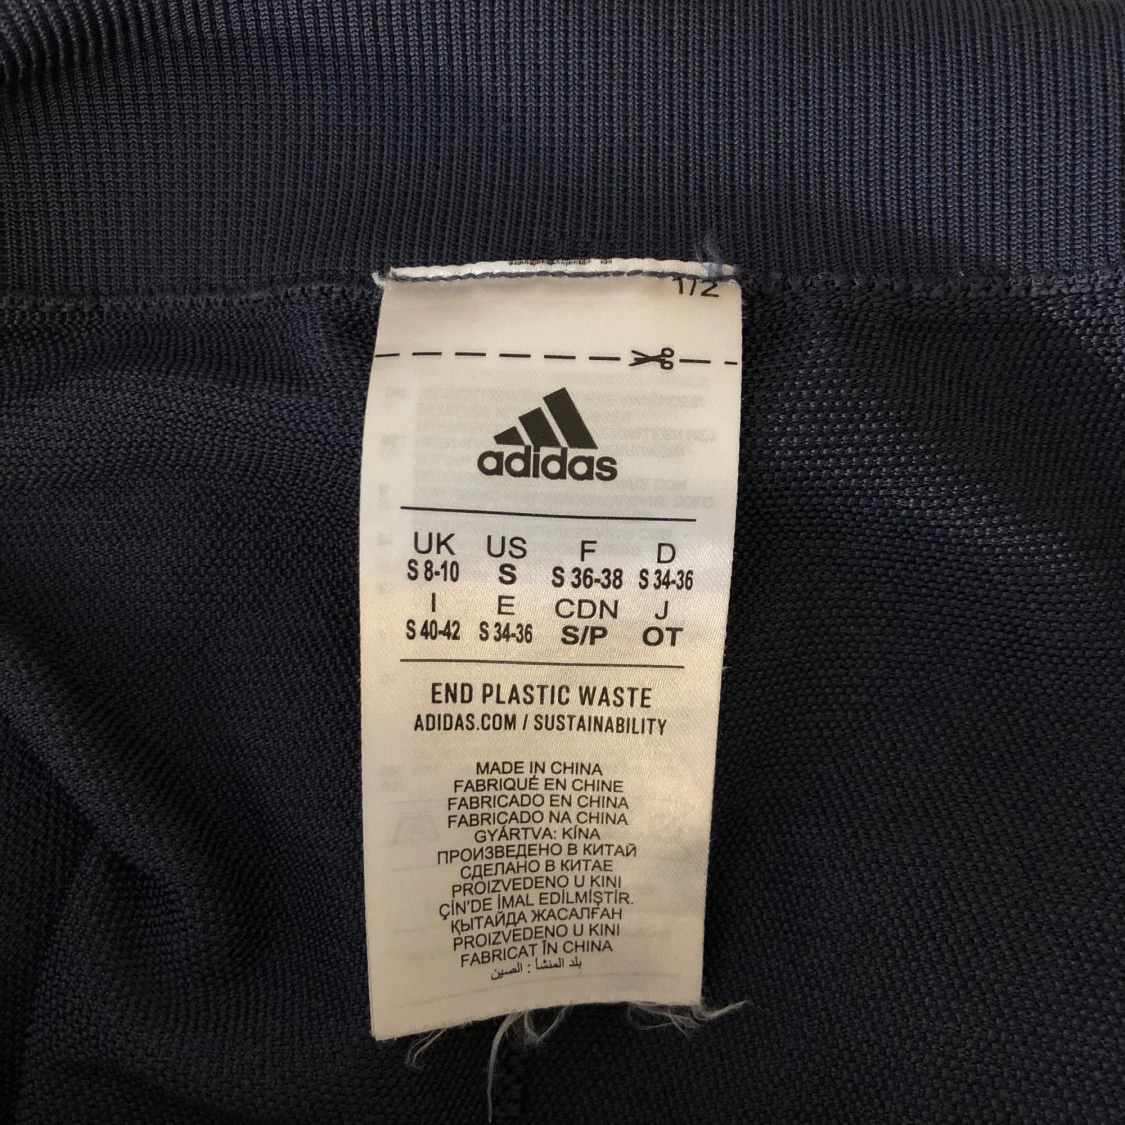 1/2
adidas
UK US F D
S 8-10 S S 36-38 S 34-36
I E CDN J
S 40-42 S 34-36 S/P OT
END PLASTIC WASTE
ADIDAS.COM / SUSTAINABILITY
MADE IN CHINA
FABRIQUÉ EN CHINE
FABRICADO EN CHINA
FABRICADO NA CHINA
GYÁRTVA: KÍNA
ПРОИЗВЕДЕНО В КИТАЙ
СДЕЛАНО В КИТАЕ
PROIZVEDENO U KINI
ÇİN'DE İMAL EDİLMİŞTİR.
ҚЫТАЙДА ЖАСАЛҒАН
PROIZVEDENO U KINI
FABRICAT ÎN CHINA
بلد المنشأ : الصين